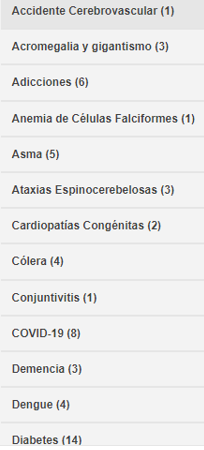 Accidente Cerebrovascular (1)
Acromegalia y gigantismo (3)
Adicciones (6)
Anemia de Células Falciformes (1)
Asma (5)
Ataxias Espinocerebelosas (3)
Cardiopatías Congénitas (2)
Cólera (4)
Conjuntivitis (1)
COVID-19 (8)
Demencia (3)
Dengue (4)
Diabetes (14)